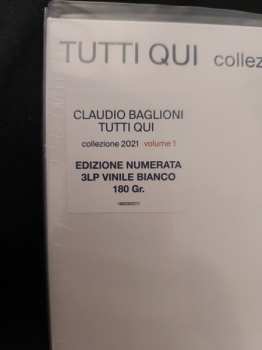 TUTTI QUI collez
CLAUDIO BAGLIONI
TUTTI QUI
collezione 2021 volume 1
EDIZIONE NUMERATA
3LP VINILE BIANCO
180 Gr.